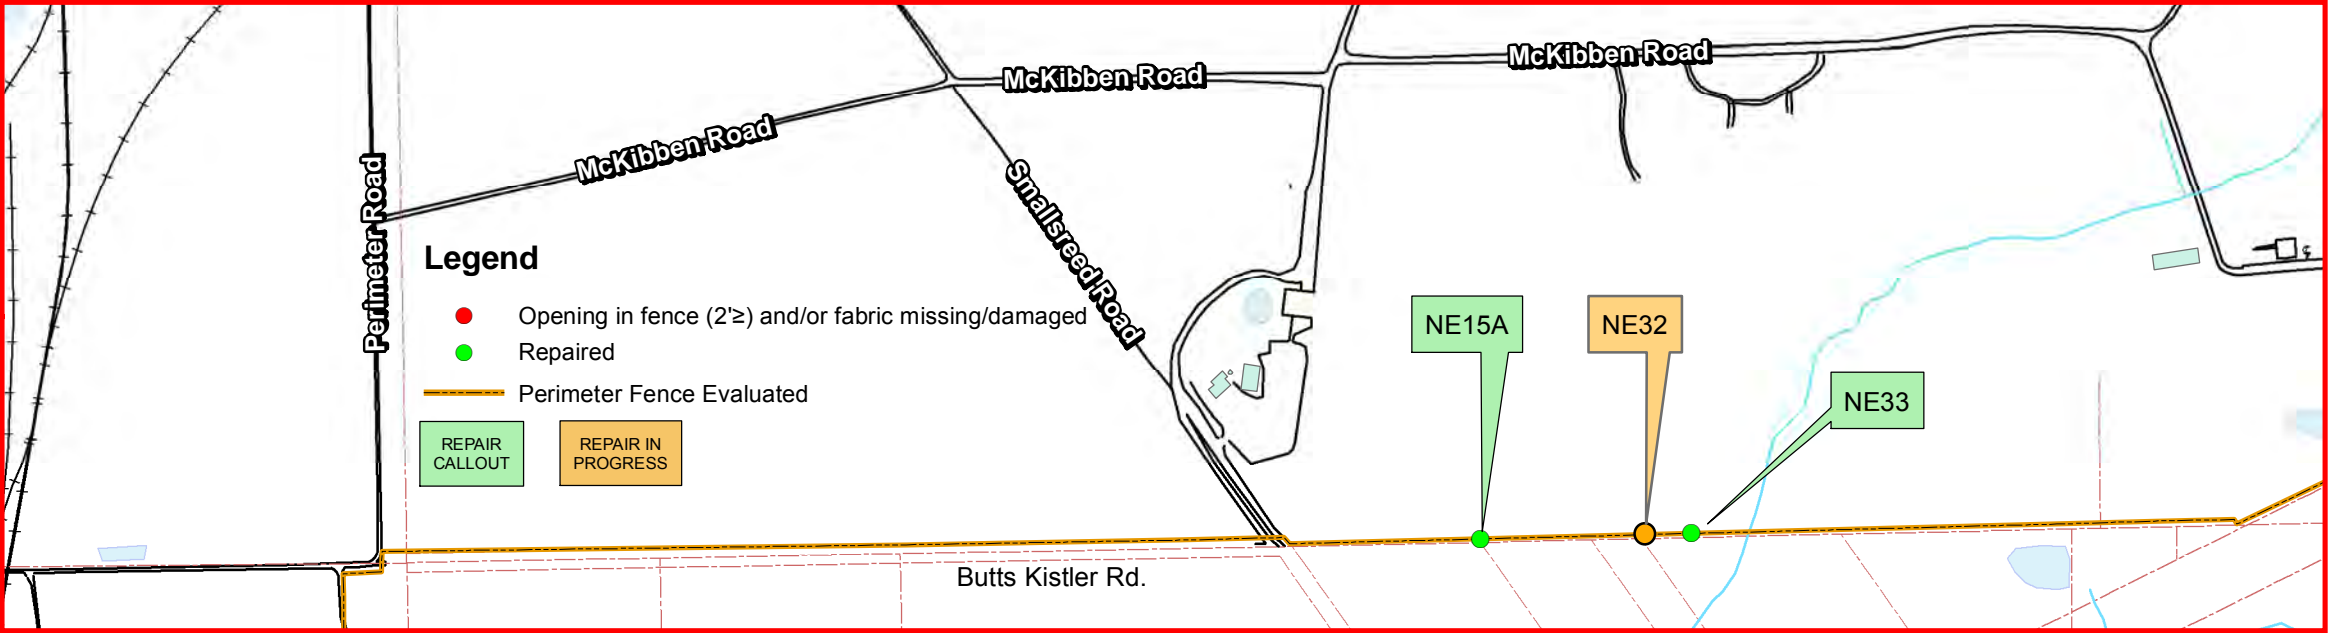 McKibben Road
McKibben Road
McKibben Road
Perimeter Road
Smallsreed Road
Legend
Opening in fence (2'≥) and/or fabric missing/damaged
Repaired
Perimeter Fence Evaluated
REPAIR
CALLOUT
REPAIR IN
PROGRESS
NE15A
NE32
NE33
Butts Kistler Rd.